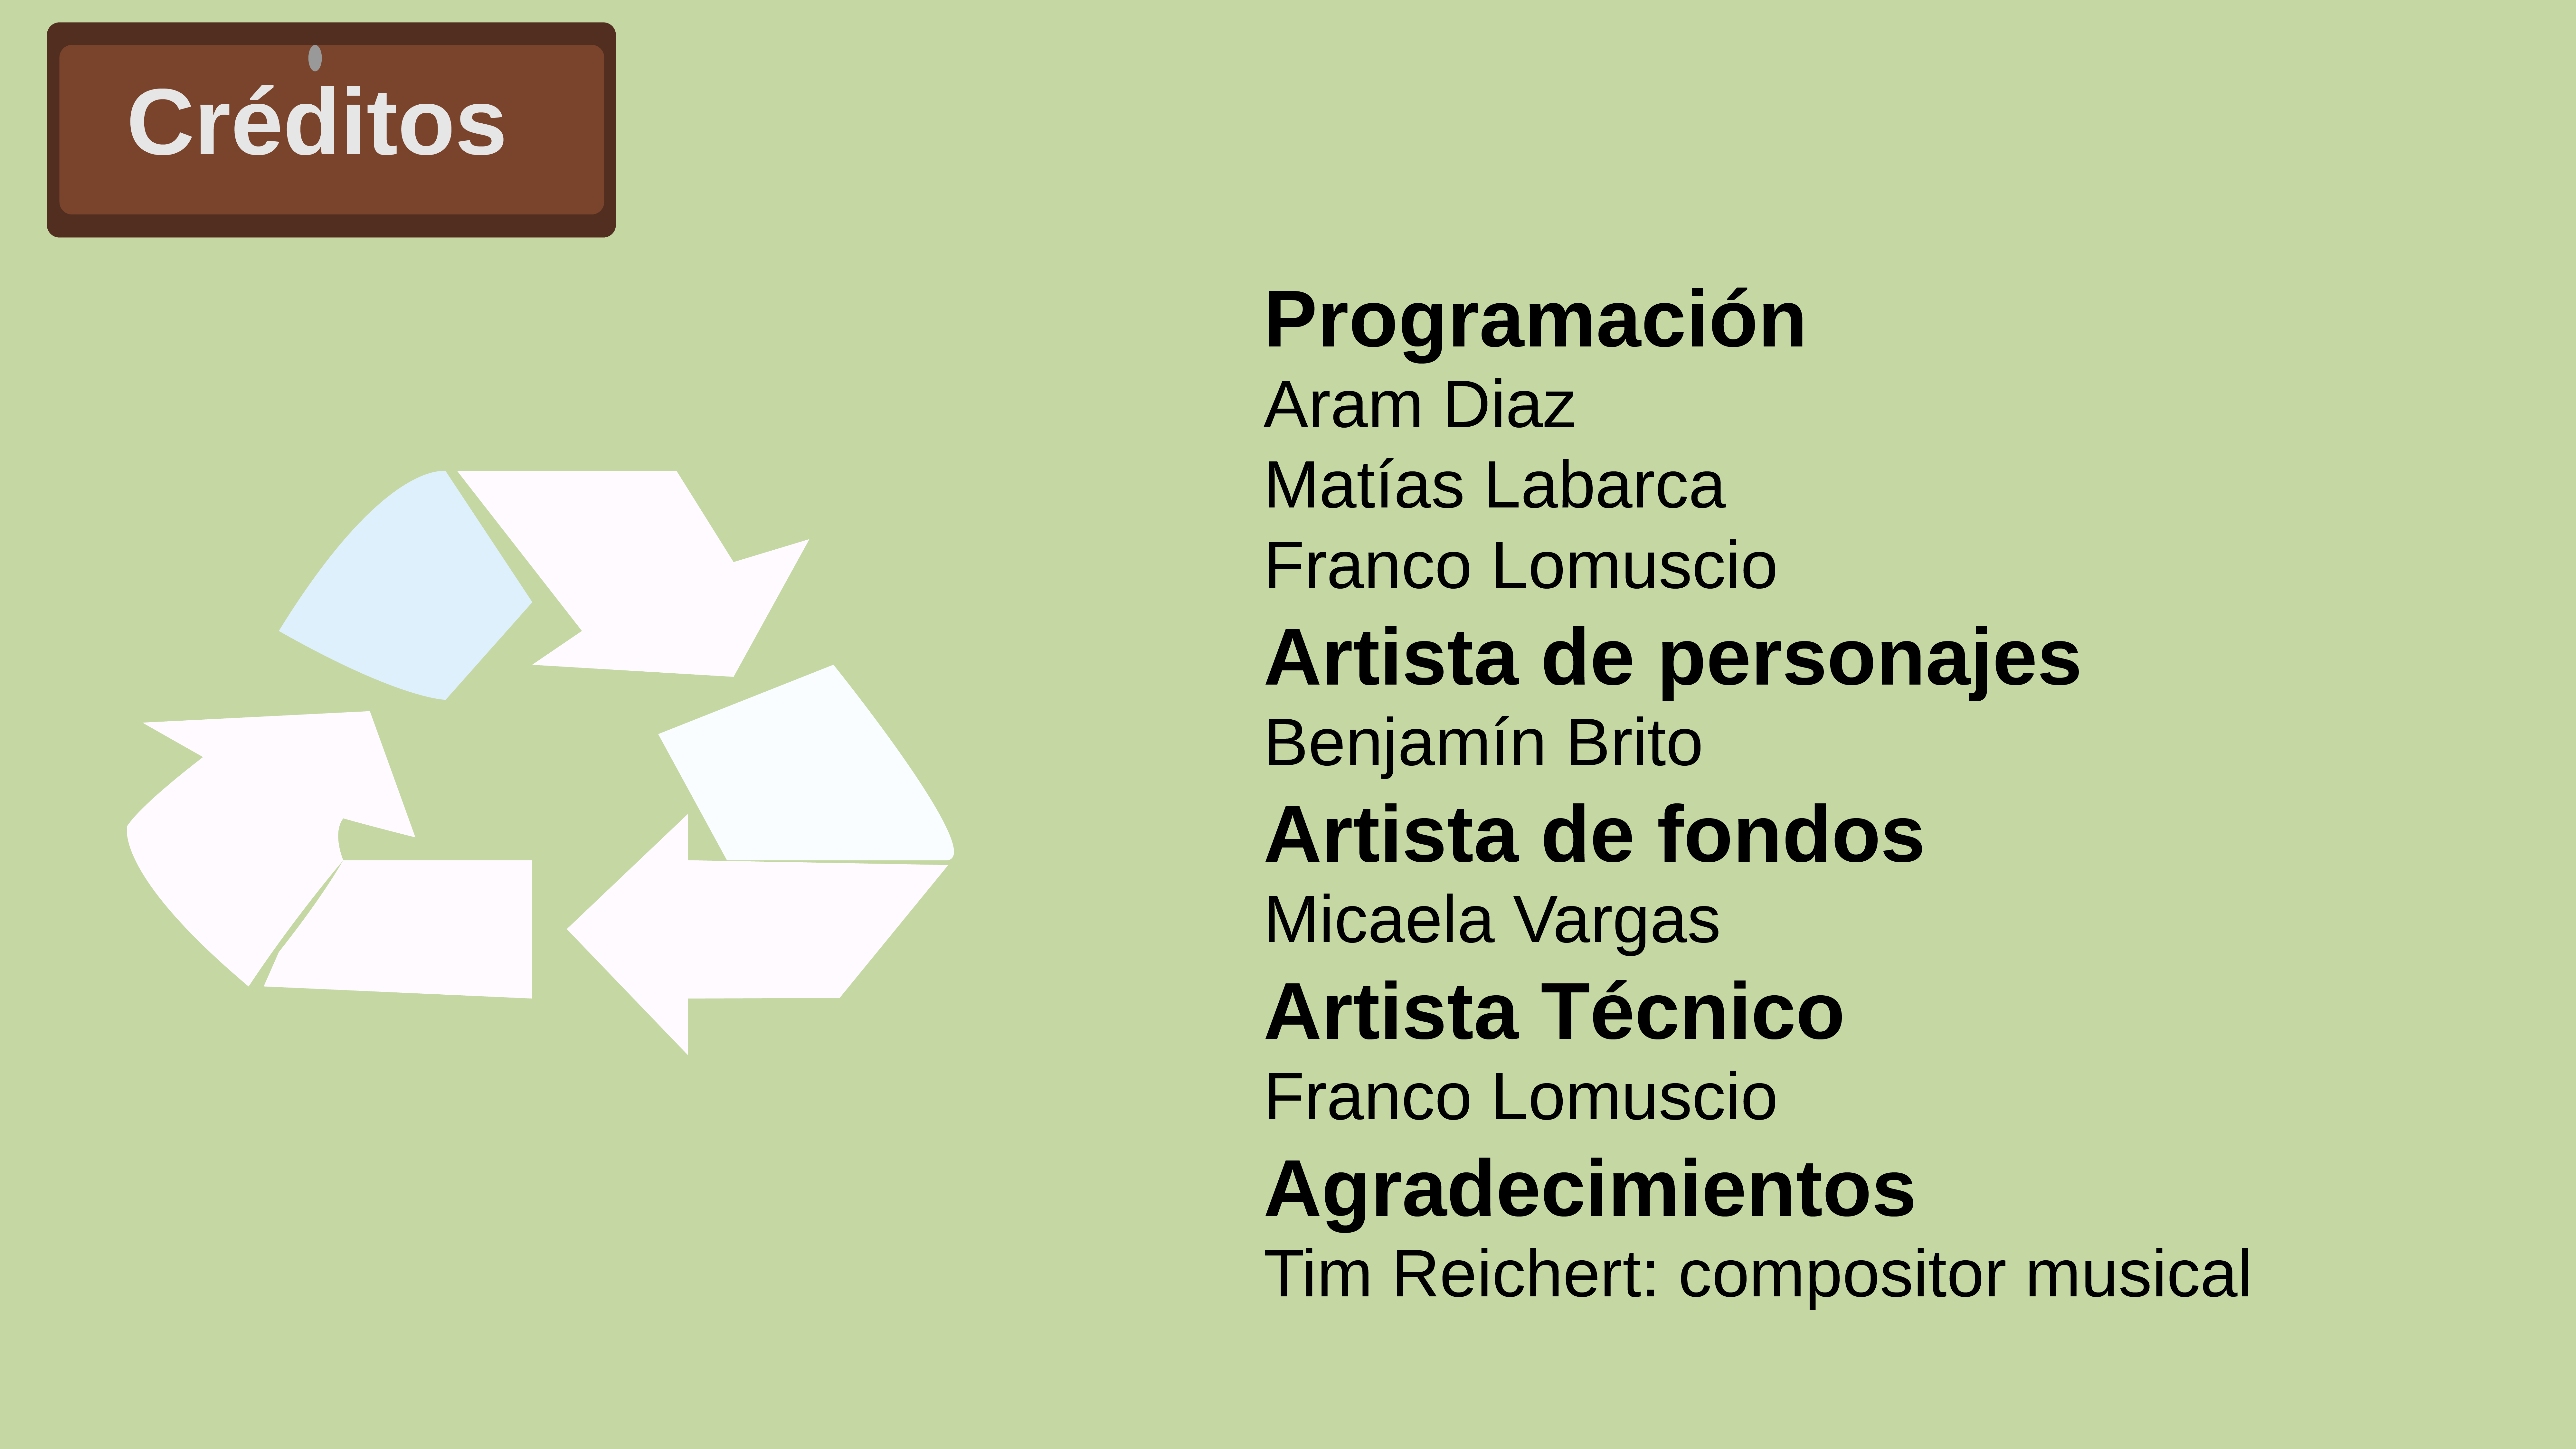 Créditos
Programación
Aram Diaz
Matías Labarca
Franco Lomuscio
Artista de personajes
Benjamín Brito
Artista de fondos
Micaela Vargas
Artista Técnico
Franco Lomuscio
Agradecimientos
Tim Reichert: compositor musical